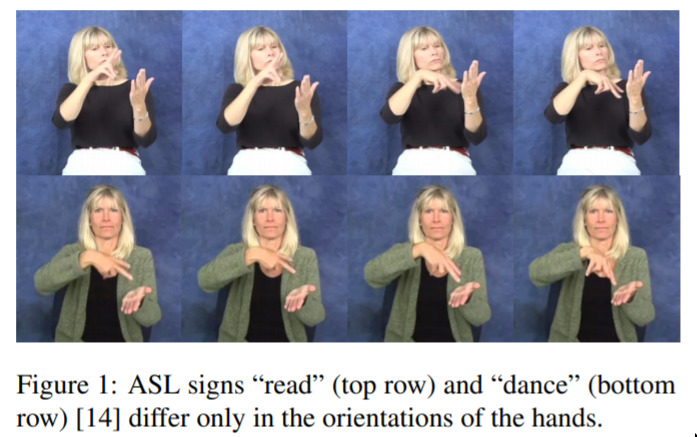 Figure 1: ASL signs “read” (top row) and “dance” (bottom
row) [14] differ only in the orientations of the hands.